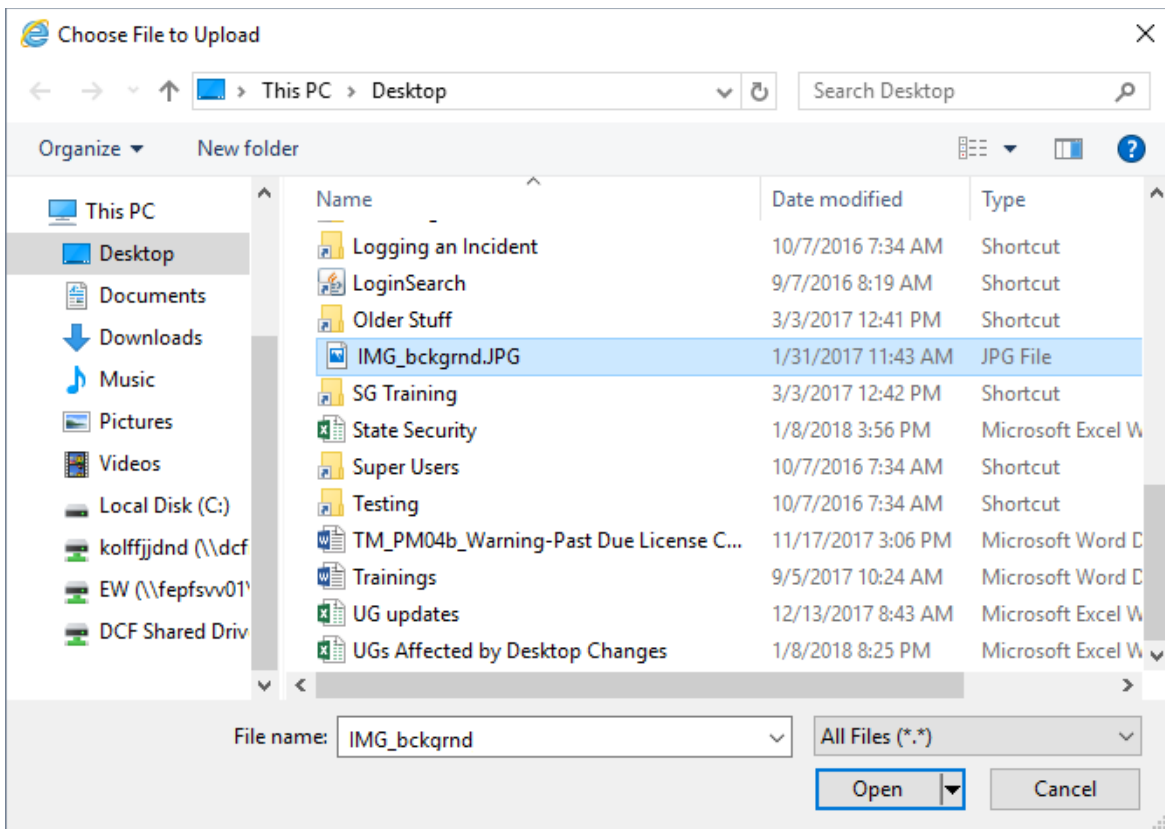 Choose File to Upload
This PC > Desktop
Search Desktop
Organize
New folder
This PC
Desktop
Documents
Downloads
Music
Pictures
Videos
Local Disk (C:)
kolffjjdnd (\\dcf
EW (\\fepfsvv01\
DCF Shared Driv
Name Date modified Type
Logging an Incident 10/7/2016 7:34 AM Shortcut
LoginSearch 9/7/2016 8:19 AM Shortcut
Older Stuff 3/3/2017 12:41 PM Shortcut
IMG_bckgrnd.JPG 1/31/2017 11:43 AM JPG File
SG Training 3/3/2017 12:42 PM Shortcut
State Security 1/8/2018 3:56 PM Microsoft Excel W
Super Users 10/7/2016 7:34 AM Shortcut
Testing 10/7/2016 7:34 AM Shortcut
TM_PM04b_Warning-Past Due License C... 11/17/2017 3:06 PM Microsoft Word D
Trainings 9/5/2017 10:24 AM Microsoft Word D
UG updates 12/13/2017 8:43 AM Microsoft Excel W
UGs Affected by Desktop Changes 1/8/2018 8:25 PM Microsoft Excel W
File name: IMG_bckgrnd All Files (*.*)
Open Cancel